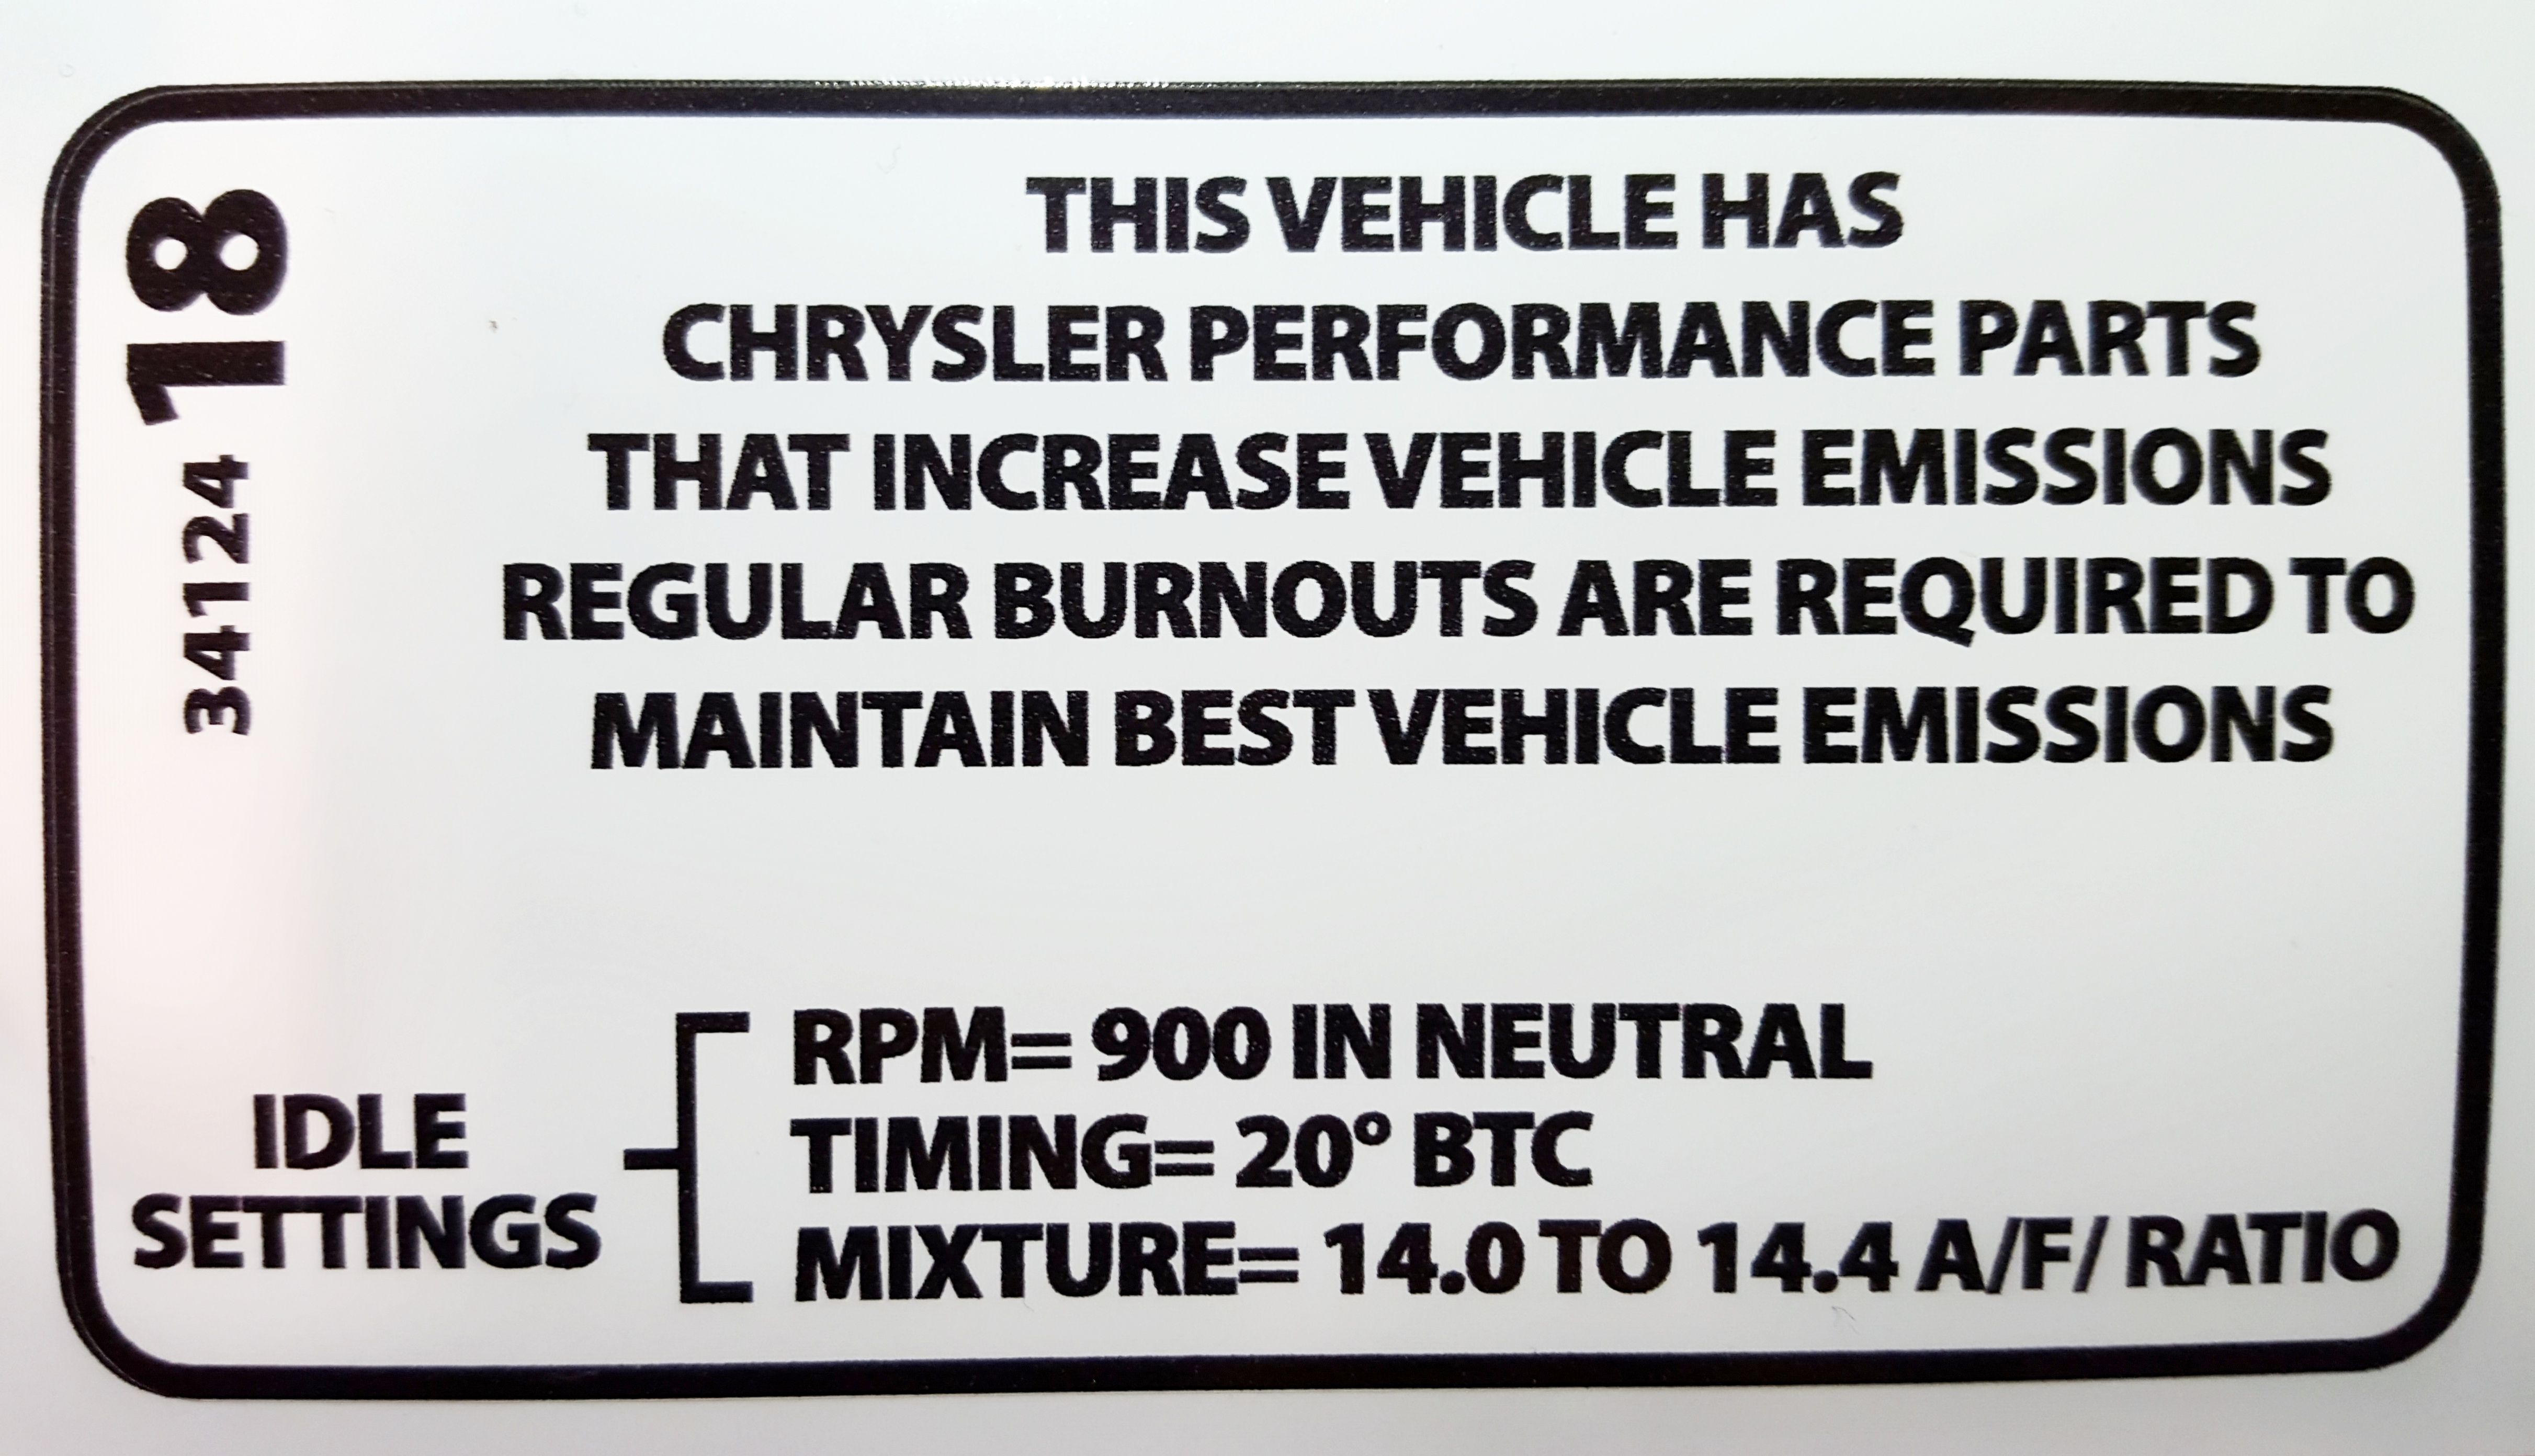 34124 18
THIS VEHICLE HAS
CHRYSLER PERFORMANCE PARTS
THAT INCREASE VEHICLE EMISSIONS
REGULAR BURNOUTS ARE REQUIRED TO
MAINTAIN BEST VEHICLE EMISSIONS
IDLE
SETTINGS
RPM= 900 IN NEUTRAL
TIMING= 20° BTC
MIXTURE= 14.0 TO 14.4 A/F/ RATIO